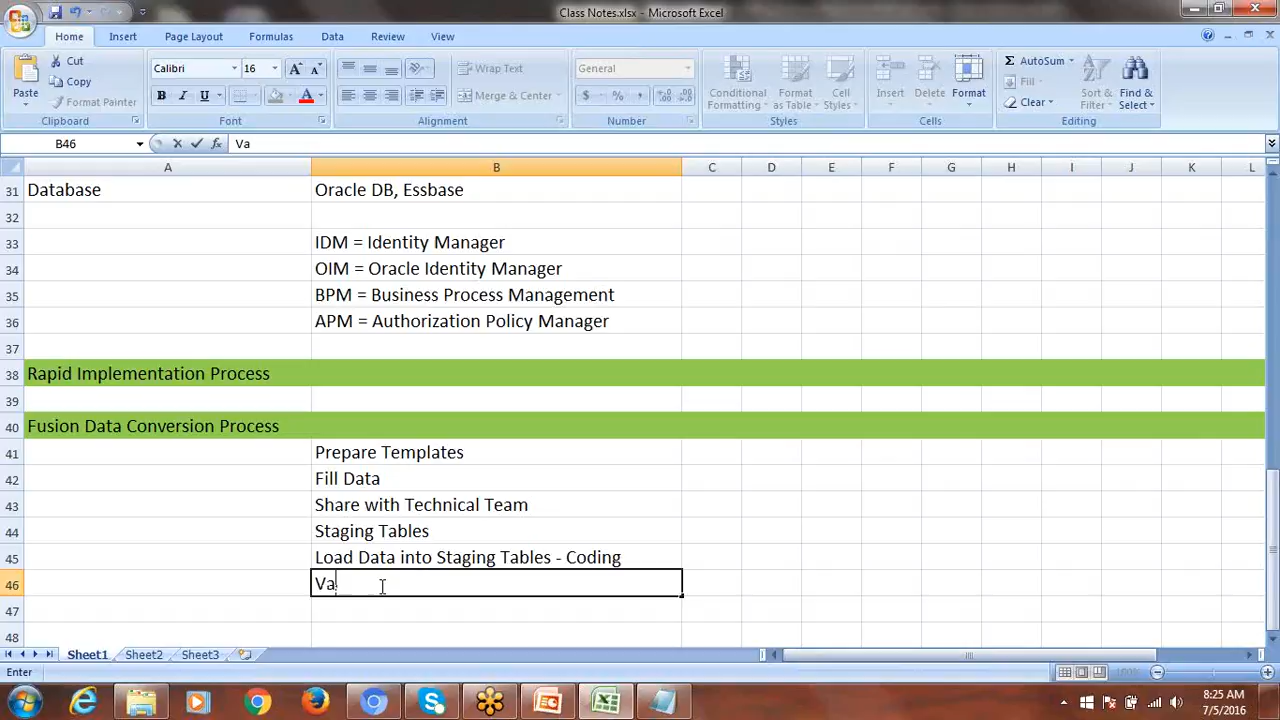 Class Notes.xlsx - Microsoft Excel
Home Insert Page Layout Formulas Data Review View
Paste
Cut
Copy
Format Painter
Clipboard
Calibri 16
B I U
Font
Wrap Text
Merge & Center
Alignment
General
$ % ,
Number
Conditional Formatting
Format as Table
Cell Styles
Styles
Insert Delete Format
Cells
AutoSum
Fill
Clear
Sort & Filter
Find & Select
Editing
B46 fx Va
A B C D E F G H I J K L
31 Database Oracle DB, Essbase
32
33 IDM = Identity Manager
34 OIM = Oracle Identity Manager
35 BPM = Business Process Management
36 APM = Authorization Policy Manager
37
38 Rapid Implementation Process
39
40 Fusion Data Conversion Process
41 Prepare Templates
42 Fill Data
43 Share with Technical Team
44 Staging Tables
45 Load Data into Staging Tables - Coding
46 Va
47
48
Sheet1 Sheet2 Sheet3
Enter
8:25 AM
7/5/2016